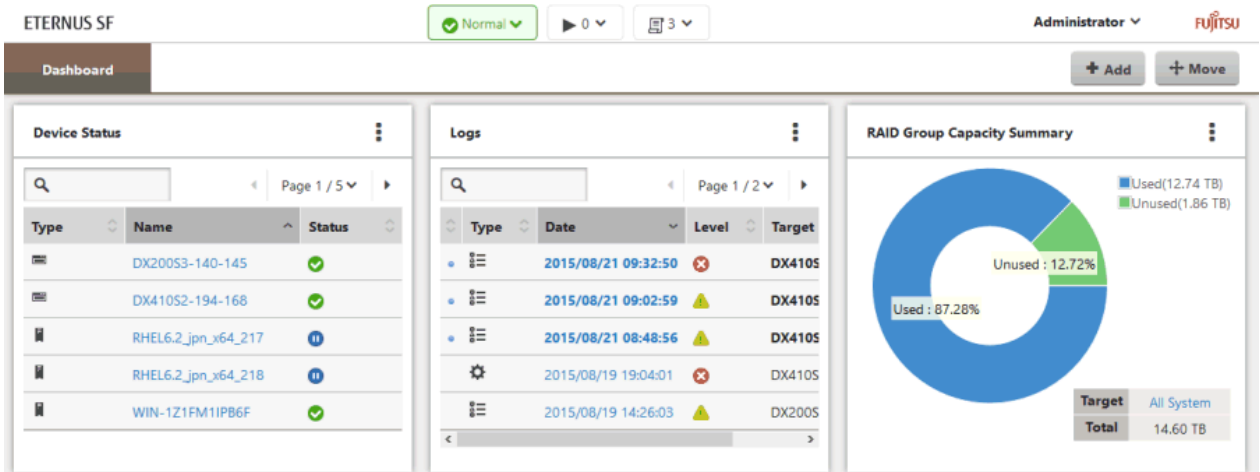 ETERNUS SF
Normal
0
3
Administrator
FUJITSU
Dashboard
Add
Move
Device Status
Page 1 / 5
Type Name Status
DX200S3-140-145
DX410S2-194-168
RHEL6.2_jpn_x64_217
RHEL6.2_jpn_x64_218
WIN-1Z1FM1IPB6F
Logs
Page 1 / 2
Type Date Level Target
2015/08/21 09:32:50 DX410S
2015/08/21 09:02:59 DX410S
2015/08/21 08:48:56 DX410S
2015/08/19 19:04:01 DX410S
2015/08/19 14:26:03 DX200S
RAID Group Capacity Summary
Used(12.74 TB)
Unused(1.86 TB)
Unused : 12.72%
Used : 87.28%
Target All System
Total 14.60 TB